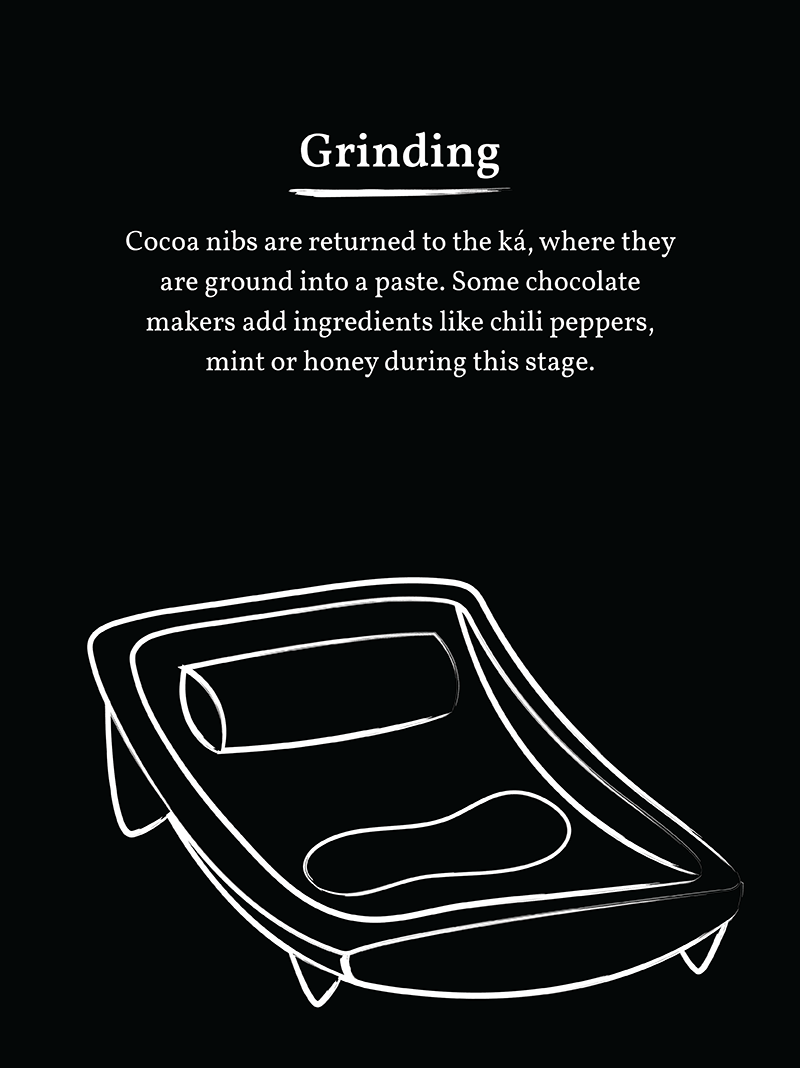 Grinding
Cocoa nibs are returned to the ká, where they
are ground into a paste. Some chocolate
makers add ingredients like chili peppers,
mint or honey during this stage.